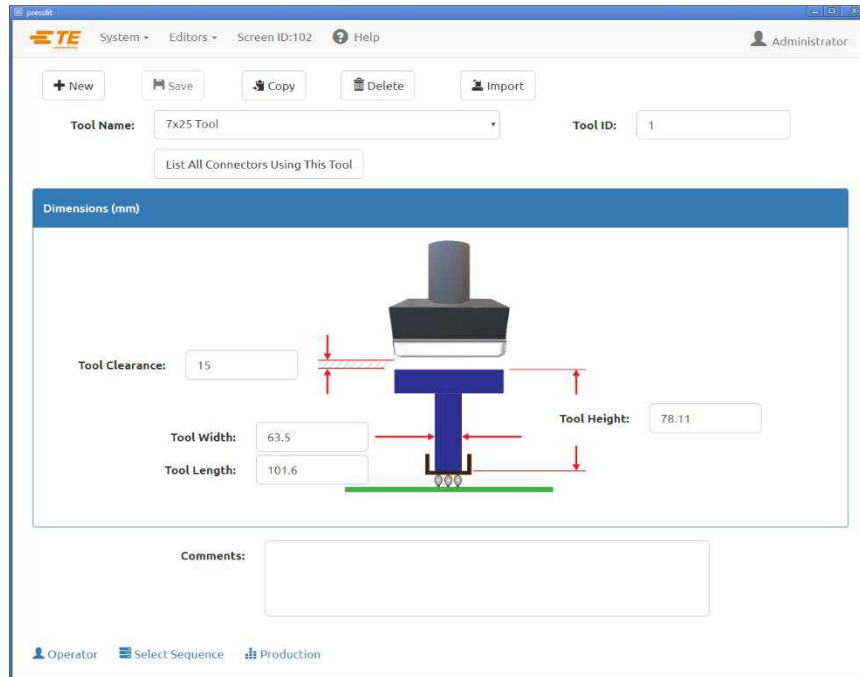 pressfit
TE
connectivity
System
Editors
Screen ID:102
Help
Administrator
New
Save
Copy
Delete
Import
Tool Name:
7x25 Tool
Tool ID:
1
List All Connectors Using This Tool
Dimensions (mm)
Tool Clearance:
15
Tool Height:
78.11
Tool Width:
63.5
Tool Length:
101.6
Comments:
Operator
Select Sequence
Production